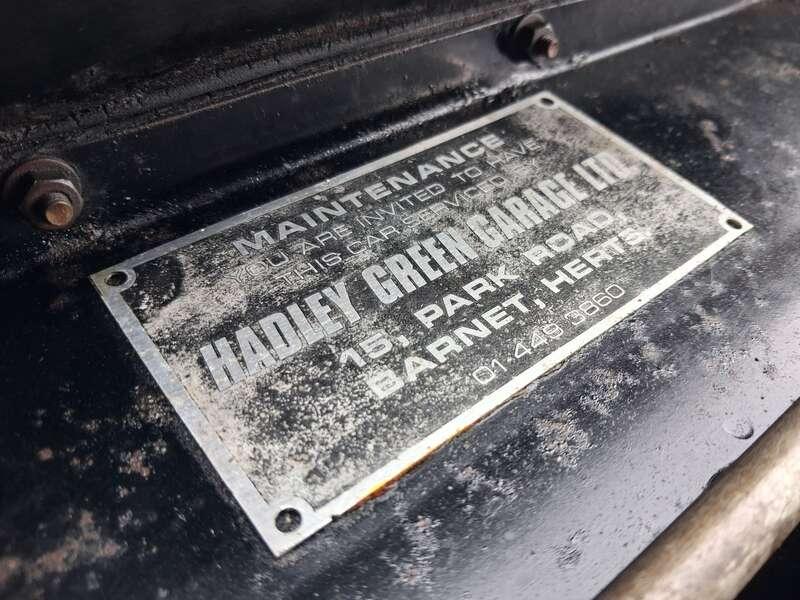 MAINTENANCE
YOU ARE INVITED TO HAVE
THIS CAR SERVICED BY
HADLEY GREEN GARAGE LTD.
15, PARK ROAD,
BARNET, HERTS.
01 449 3860